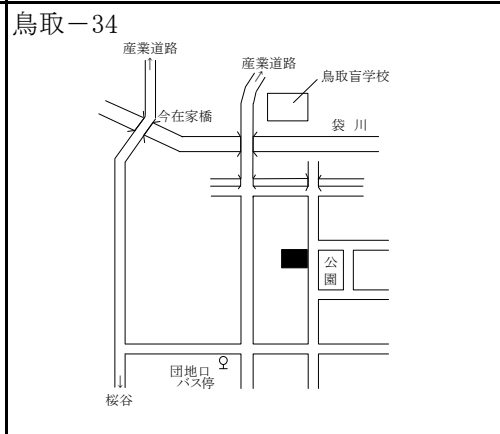 鳥取－34
産業道路
↑
産業道路
↑
鳥取盲学校
今在家橋
袋川
公
園
団地口
バス停
↓
桜谷